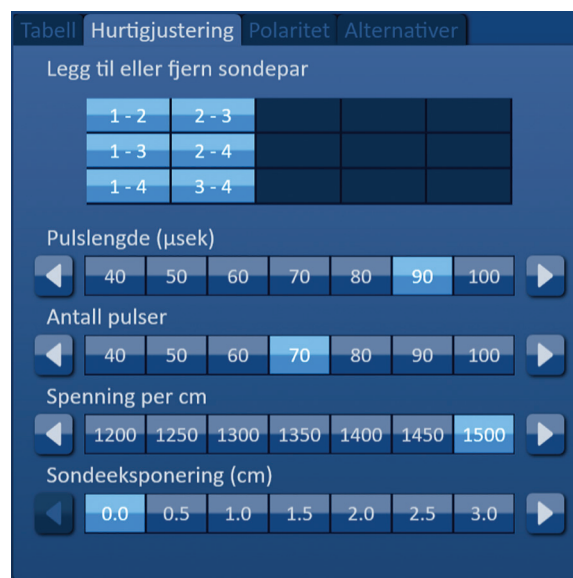 Tabell Hurtigjustering Polaritet Alternativer
Legg til eller fjern sondepar
1 - 2 2 - 3
1 - 3 2 - 4
1 - 4 3 - 4
Pulslengde (µsek)
40 50 60 70 80 90 100
Antall pulser
40 50 60 70 80 90 100
Spenning per cm
1200 1250 1300 1350 1400 1450 1500
Sondeeksponering (cm)
0.0 0.5 1.0 1.5 2.0 2.5 3.0